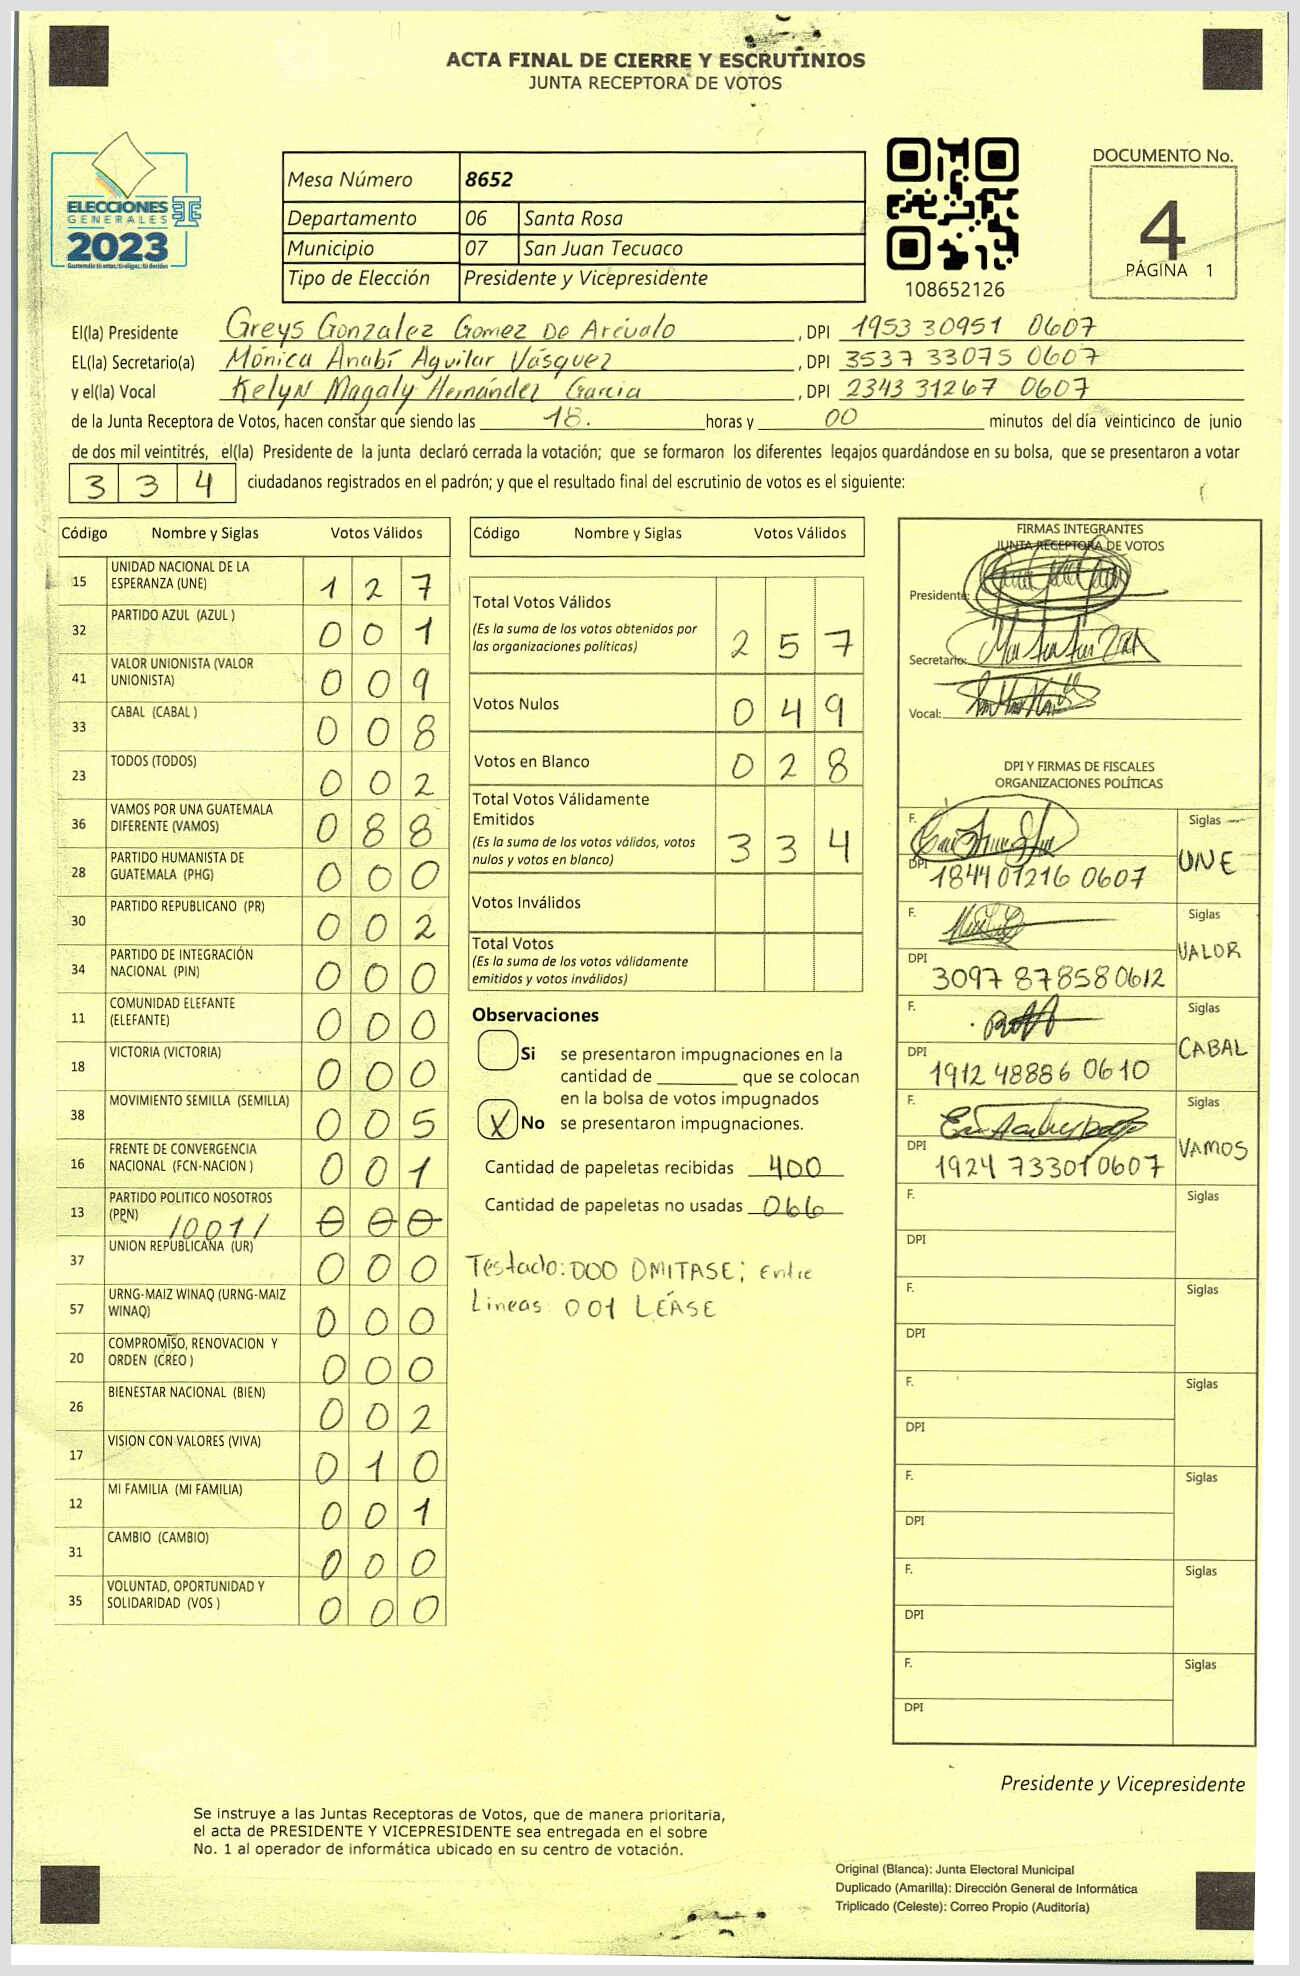 ACTA FINAL DE CIERRE Y ESCRUTINIOS
JUNTA RECEPTORA DE VOTOS
ELECCIONES
GENERALES
2023
Mesa Número 8652
Departamento 06 Santa Rosa
Municipio 07 San Juan Tecuaco
Tipo de Elección Presidente y Vicepresidente
108652126
DOCUMENTO No.
4
PÁGINA 1
El(la) Presidente Greys Gonzalez Gomez De Arévalo, DPI 1953 30951 0607
EL(la) Secretario(a) Mónica Anabí Aguilar Vásquez, DPI 3537 33075 0607
y el(la) Vocal Kelyn Magaly Hernández Garcia, DPI 2343 31267 0607
de la Junta Receptora de Votos, hacen constar que siendo las 18. horas y 00 minutos del día veinticinco de junio
de dos mil veintitrés, el(la) Presidente de la junta declaró cerrada la votación; que se formaron los diferentes legajos guardándose en su bolsa, que se presentaron a votar
334 ciudadanos registrados en el padrón; y que el resultado final del escrutinio de votos es el siguiente:
Código Nombre y Siglas Votos Válidos
15 UNIDAD NACIONAL DE LA
ESPERANZA (UNE) 1 2 7
32 PARTIDO AZUL (AZUL ) 0 0 1
41 VALOR UNIONISTA (VALOR
UNIONISTA) 0 0 9
33 CABAL (CABAL ) 0 0 8
23 TODOS (TODOS) 0 0 2
36 VAMOS POR UNA GUATEMALA
DIFERENTE (VAMOS) 0 8 8
28 PARTIDO HUMANISTA DE
GUATEMALA (PHG) 0 0 0
30 PARTIDO REPUBLICANO (PR) 0 0 2
34 PARTIDO DE INTEGRACIÓN
NACIONAL (PIN) 0 0 0
11 COMUNIDAD ELEFANTE
(ELEFANTE) 0 0 0
18 VICTORIA (VICTORIA) 0 0 0
38 MOVIMIENTO SEMILLA (SEMILLA) 0 0 5
16 FRENTE DE CONVERGENCIA
NACIONAL (FCN-NACION ) 0 0 1
13 PARTIDO POLITICO NOSOTROS
(PPN) /001/ 0 0 0
37 UNION REPUBLICANA (UR) 0 0 0
57 URNG-MAIZ WINAQ (URNG-MAIZ
WINAQ) 0 0 0
20 COMPROMISO, RENOVACION Y
ORDEN (CREO ) 0 0 0
26 BIENESTAR NACIONAL (BIEN) 0 0 2
17 VISION CON VALORES (VIVA) 0 1 0
12 MI FAMILIA (MI FAMILIA) 0 0 1
31 CAMBIO (CAMBIO) 0 0 0
35 VOLUNTAD, OPORTUNIDAD Y
SOLIDARIDAD (VOS ) 0 0 0
Código Nombre y Siglas Votos Válidos
Total Votos Válidos
(Es la suma de los votos obtenidos por
las organizaciones políticas) 2 5 7
Votos Nulos 0 4 9
Votos en Blanco 0 2 8
Total Votos Válidamente
Emitidos
(Es la suma de los votos válidos, votos
nulos y votos en blanco) 3 3 4
Votos Inválidos
Total Votos
(Es la suma de los votos válidamente
emitidos y votos inválidos)
Observaciones
Si se presentaron impugnaciones en la
cantidad de ________ que se colocan
en la bolsa de votos impugnados
X No se presentaron impugnaciones.
Cantidad de papeletas recibidas 400
Cantidad de papeletas no usadas 066
Testado: 000 OMITASE; Entre
Lineas: 001 LÉASE
FIRMAS INTEGRANTES
JUNTA RECEPTORA DE VOTOS
Presidente:
Secretario:
Vocal:
DPI Y FIRMAS DE FISCALES
ORGANIZACIONES POLÍTICAS
F. Siglas
DPI 1844 01216 0607 UNE
F. Siglas
DPI 3097 87858 0612 VALOR
F. Siglas
DPI 1912 48886 0610 CABAL
F. Siglas
DPI 1924 73301 0607 VAMOS
F. Siglas
DPI
F. Siglas
DPI
F. Siglas
DPI
F. Siglas
DPI
F. Siglas
DPI
F. Siglas
DPI
Presidente y Vicepresidente
Se instruye a las Juntas Receptoras de Votos, que de manera prioritaria,
el acta de PRESIDENTE Y VICEPRESIDENTE sea entregada en el sobre
No. 1 al operador de informática ubicado en su centro de votación.
Original (Blanca): Junta Electoral Municipal
Duplicado (Amarilla): Dirección General de Informática
Triplicado (Celeste): Correo Propio (Auditoría)